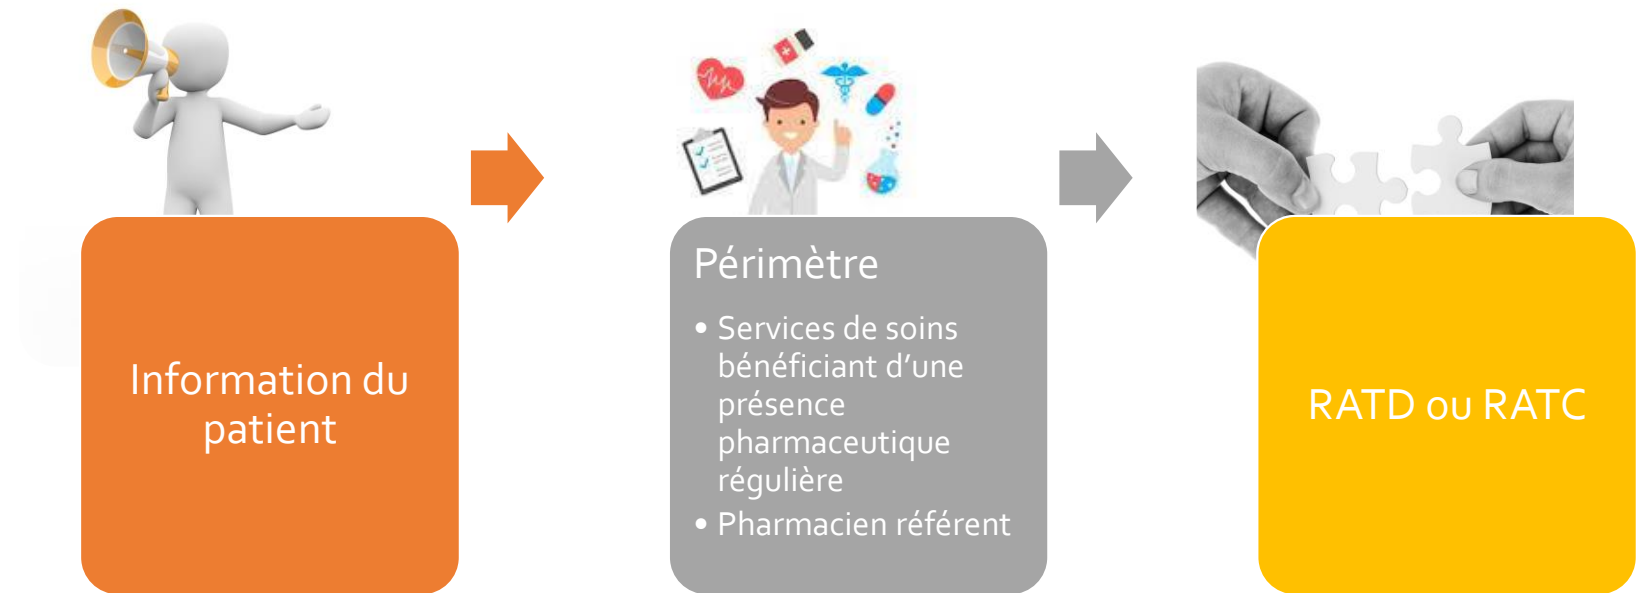 Information du
patient
Périmètre
• Services de soins
bénéficiant d’une
présence
pharmaceutique
régulière
• Pharmacien référent
RATD ou RATC